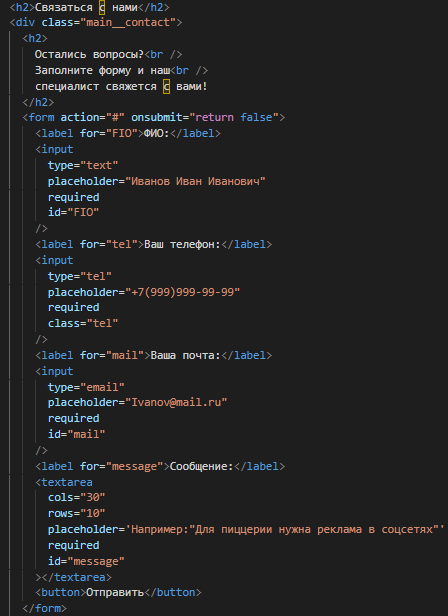 <h2>Связаться с нами</h2>
<div class="main__contact">
<h2>
Остались вопросы?<br />
Заполните форму и наш<br />
специалист свяжется с вами!
</h2>
<form action="#" onsubmit="return false">
<label for="FIO">ФИО:</label>
<input
type="text"
placeholder="Иванов Иван Иванович"
required
id="FIO"
/>
<label for="tel">Ваш телефон:</label>
<input
type="tel"
placeholder="+7(999)999-99-99"
required
class="tel"
/>
<label for="mail">Ваша почта:</label>
<input
type="email"
placeholder="Ivanov@mail.ru"
required
id="mail"
/>
<label for="message">Сообщение:</label>
<textarea
cols="30"
rows="10"
placeholder='Например:"Для пиццерии нужна реклама в соцсетях"'
required
id="message"
></textarea>
<button>Отправить</button>
</form>